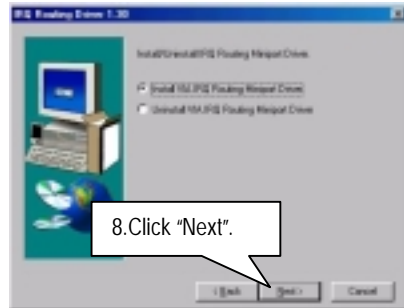 IRQ Routing Driver 1.30
Install/Uninstall IRQ Routing Miniport Driver.
Install VIA IRQ Routing Miniport Driver
Uninstall VIA IRQ Routing Miniport Driver
8.Click “Next”.
< Back
Next >
Cancel